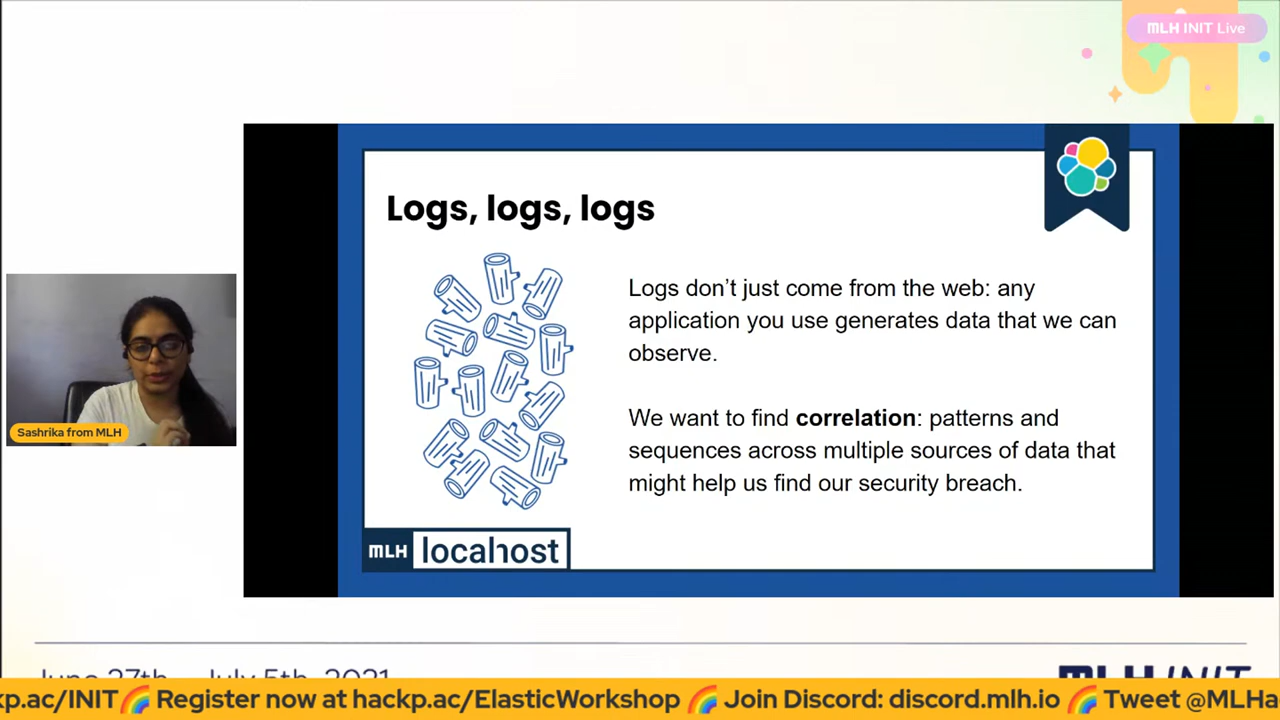 MLH INIT Live
Logs, logs, logs
Logs don’t just come from the web: any
application you use generates data that we can
observe.
We want to find correlation: patterns and
sequences across multiple sources of data that
might help us find our security breach.
Sashrika from MLH
MLH localhost
June 27th - July 5th, 2021
MLH INIT
kp.ac/INIT🌈 Register now at hackp.ac/ElasticWorkshop 🌈 Join Discord: discord.mlh.io 🌈 Tweet @MLHa